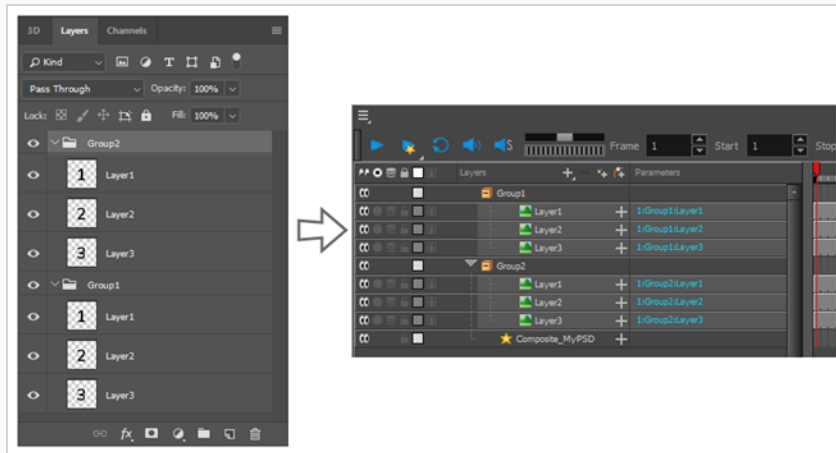 3D Layers Channels
Kind
Pass Through Opacity: 100%
Lock: Fill: 100%
Group2
1 Layer1
2 Layer2
3 Layer3
Group1
1 Layer1
2 Layer2
3 Layer3
fx
S Frame 1 Start 1 Stop
Layers Parameters
Group1
Layer1 1:Group1:Layer1
Layer2 1:Group1:Layer2
Layer3 1:Group1:Layer3
Group2
Layer1 1:Group2:Layer1
Layer2 1:Group2:Layer2
Layer3 1:Group2:Layer3
Composite_MyPSD